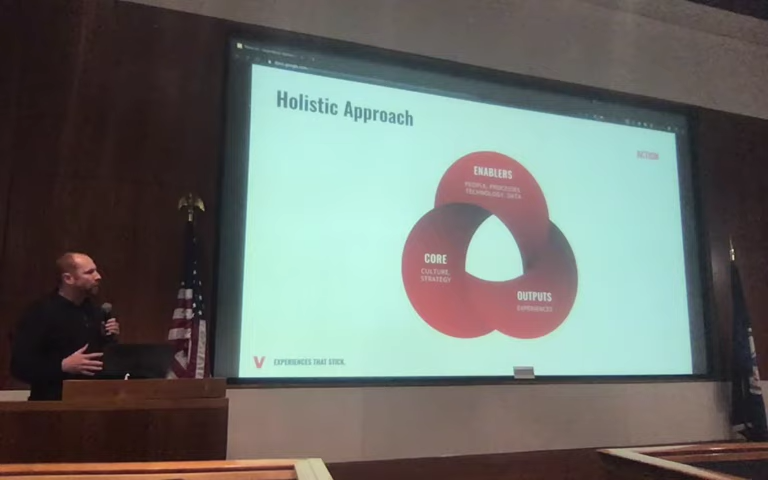 Holistic Approach
ACTION
ENABLERS
PEOPLE, PROCESSES
TECHNOLOGY, DATA
CORE
CULTURE,
STRATEGY
OUTPUTS
EXPERIENCES
V EXPERIENCES THAT STICK.